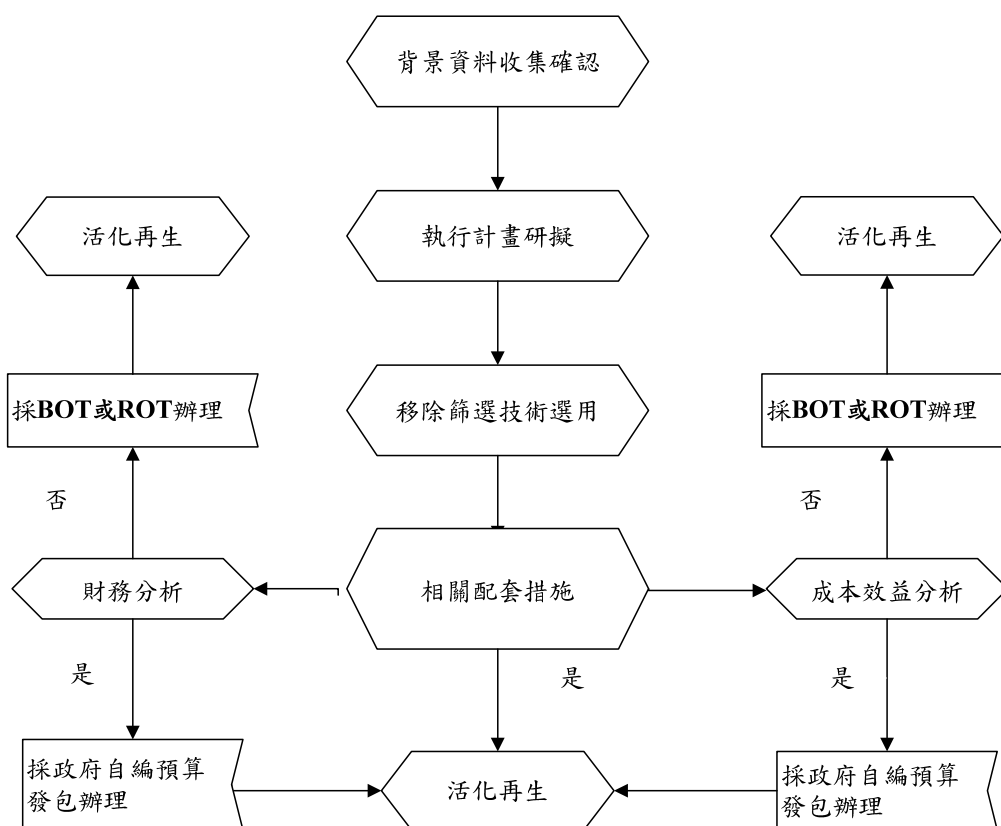 背景資料收集確認
活化再生
執行計畫研擬
活化再生
採BOT或ROT辦理
移除篩選技術選用
採BOT或ROT辦理
否
否
財務分析
相關配套措施
成本效益分析
是
是
是
採政府自編預算
發包辦理
活化再生
採政府自編預算
發包辦理